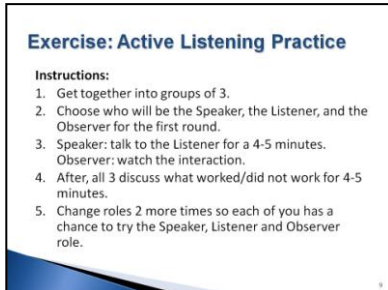 Exercise: Active Listening Practice
Instructions:
1. Get together into groups of 3.
2. Choose who will be the Speaker, the Listener, and the
Observer for the first round.
3. Speaker: talk to the Listener for a 4-5 minutes.
Observer: watch the interaction.
4. After, all 3 discuss what worked/did not work for 4-5
minutes.
5. Change roles 2 more times so each of you has a
chance to try the Speaker, Listener and Observer
role.